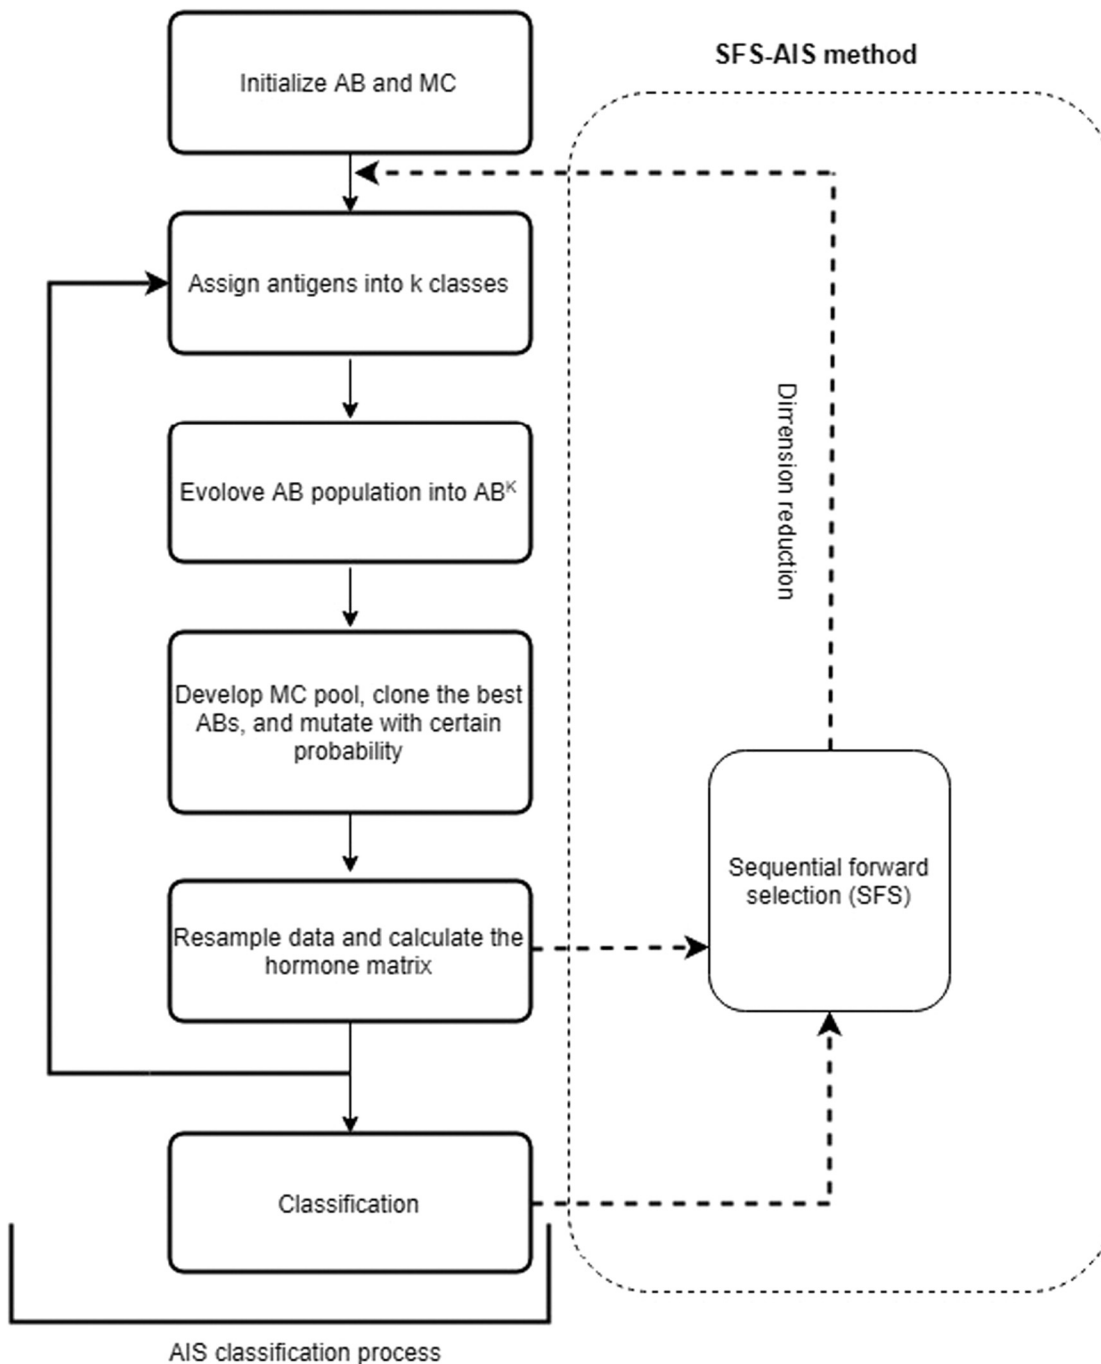 SFS-AIS method
Initialize AB and MC
Assign antigens into k classes
Evolove AB population into ABᴷ
Develop MC pool, clone the best
ABs, and mutate with certain
probability
Resample data and calculate the
hormone matrix
Classification
AIS classification process
Dimension reduction
Sequential forward
selection (SFS)